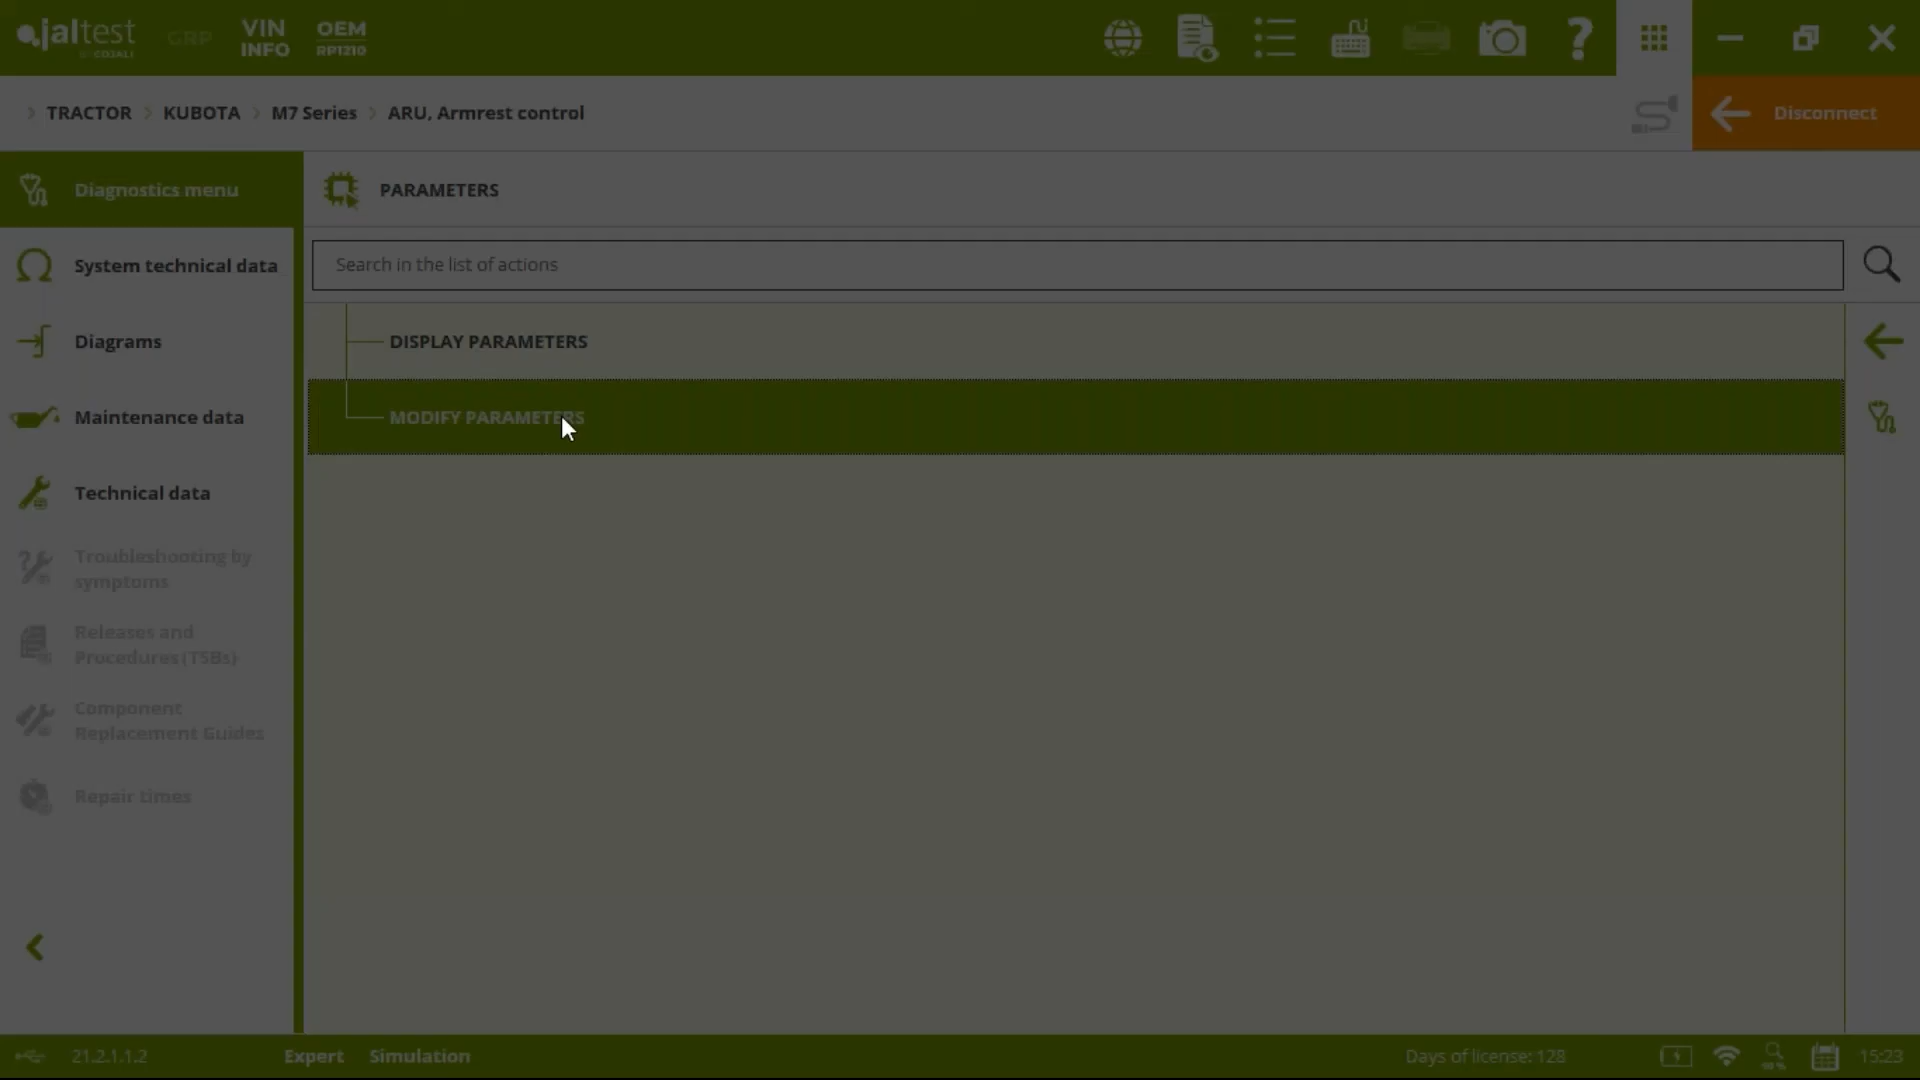 jaltest
COJALI
GRP
VIN
INFO
OEM
RP1210
TRACTOR
KUBOTA
M7 Series
ARU, Armrest control
Disconnect
Diagnostics menu
System technical data
Diagrams
Maintenance data
Technical data
Troubleshooting by
symptoms
Releases and
Procedures (TSBs)
Component
Replacement Guides
Repair times
PARAMETERS
Search in the list of actions
DISPLAY PARAMETERS
MODIFY PARAMETERS
21.2.1.1.2
Expert
Simulation
Days of license: 128
15:23